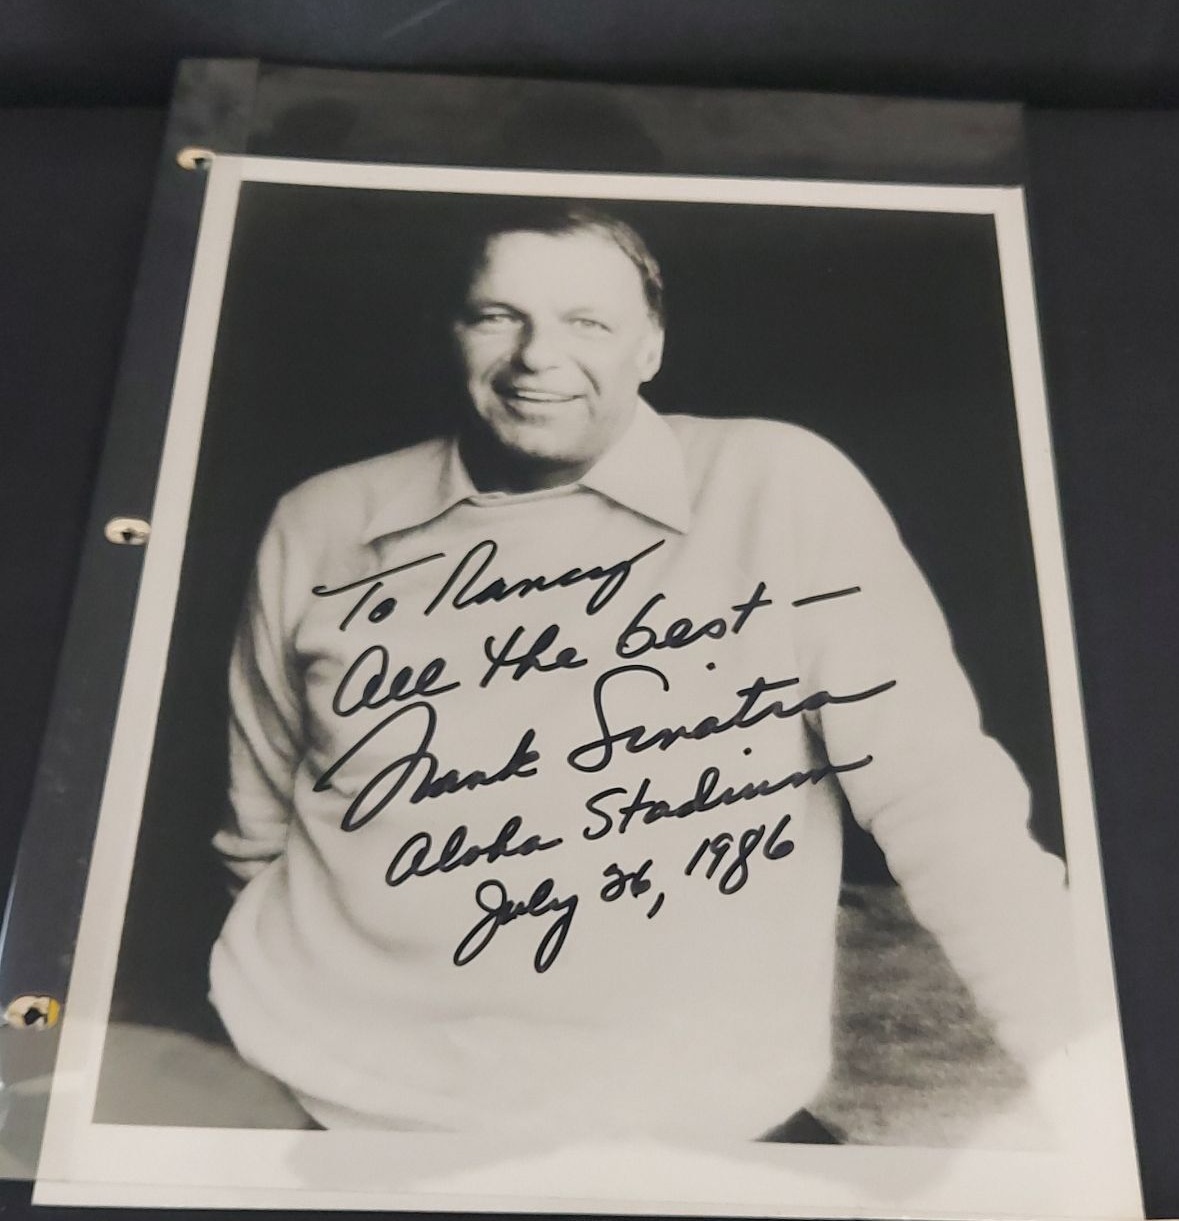 To Nancy
All the best —
Frank Sinatra
Aloha Stadium
July 26, 1986